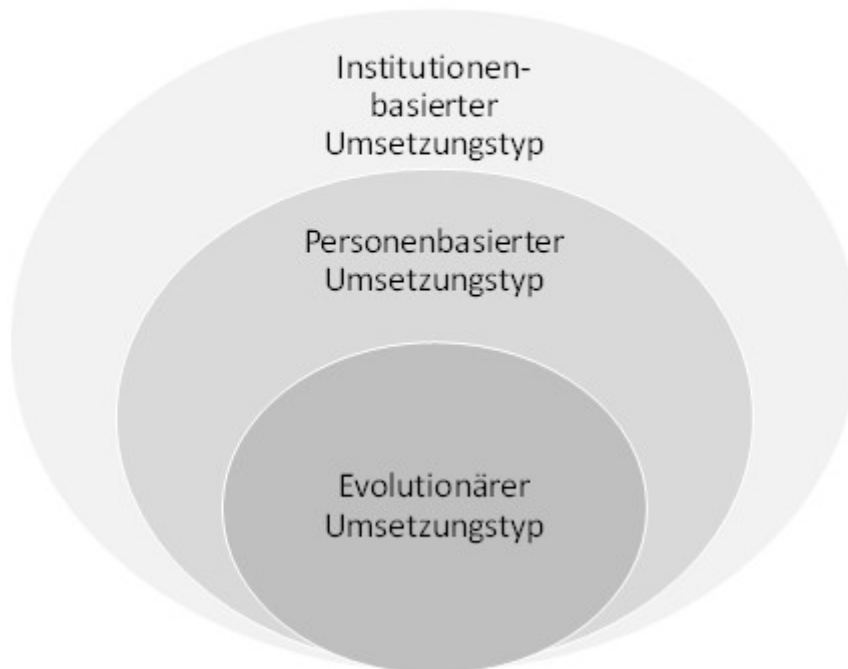 Institutionen-
basierter
Umsetzungstyp
Personenbasierter
Umsetzungstyp
Evolutionärer
Umsetzungstyp